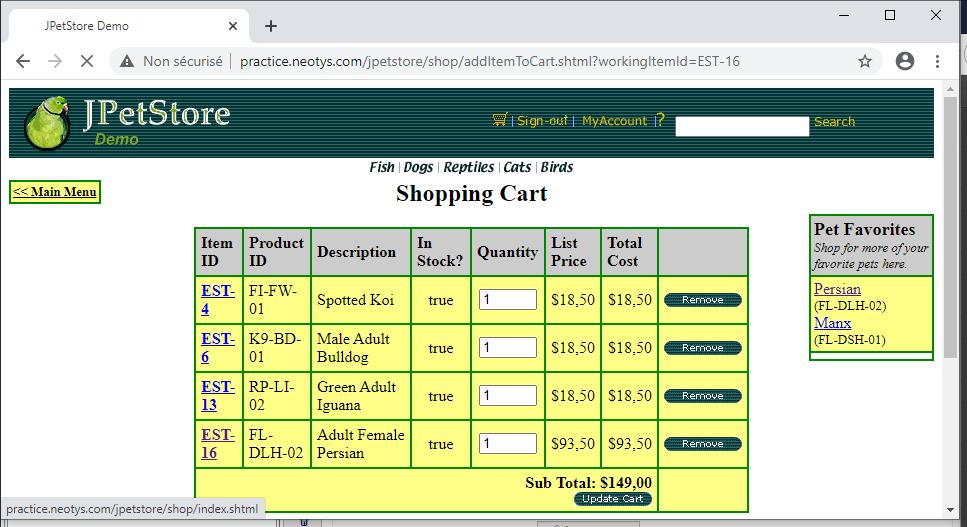 JPetStore Demo
Non sécurisé | practice.neotys.com/jpetstore/shop/addItemToCart.shtml?workingItemId=EST-16
JPetStore
Demo
| Sign-out | MyAccount | ? Search
Fish | Dogs | Reptiles | Cats | Birds
<< Main Menu
Shopping Cart
Pet Favorites
Shop for more of your
favorite pets here.
Persian
(FL-DLH-02)
Manx
(FL-DSH-01)
Item ID Product ID Description In Stock? Quantity List Price Total Cost
EST-4 FI-FW-01 Spotted Koi true 1 $18,50 $18,50 Remove
EST-6 K9-BD-01 Male Adult Bulldog true 1 $18,50 $18,50 Remove
EST-13 RP-LI-02 Green Adult Iguana true 1 $18,50 $18,50 Remove
EST-16 FL-DLH-02 Adult Female Persian true 1 $93,50 $93,50 Remove
Sub Total: $149,00
Update Cart
practice.neotys.com/jpetstore/shop/index.shtml